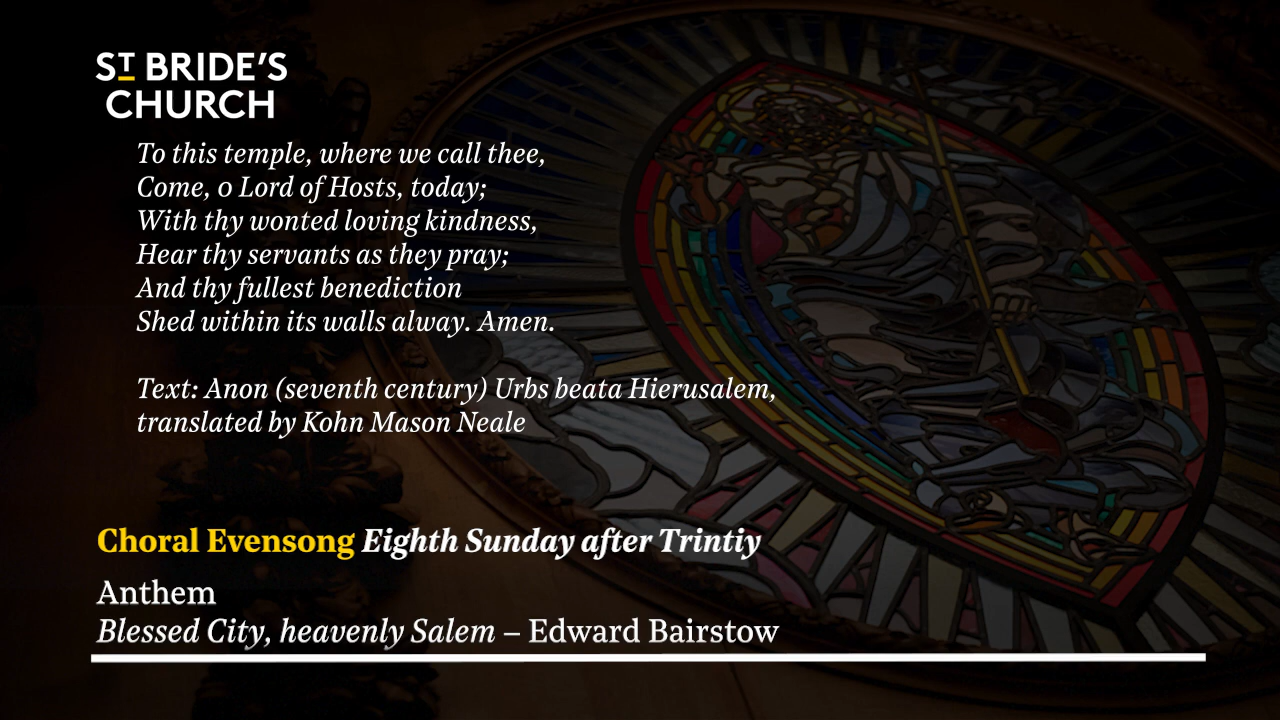 ST BRIDE'S
CHURCH
To this temple, where we call thee,
Come, o Lord of Hosts, today;
With thy wonted loving kindness,
Hear thy servants as they pray;
And thy fullest benediction
Shed within its walls alway. Amen.
Text: Anon (seventh century) Urbs beata Hierusalem,
translated by Kohn Mason Neale
Choral Evensong Eighth Sunday after Trintiy
Anthem
Blessed City, heavenly Salem – Edward Bairstow